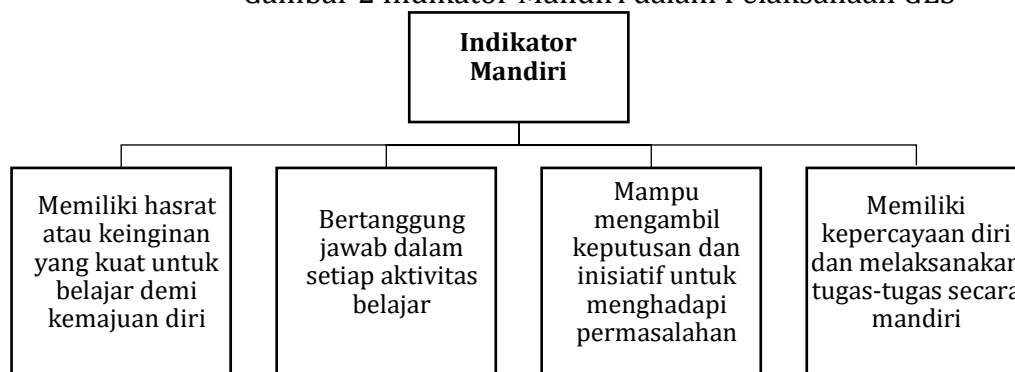 Gambar 2 Indikator Mandiri dalam Pelaksanaan GLS
Indikator
Mandiri
Memiliki hasrat
atau keinginan
yang kuat untuk
belajar demi
kemajuan diri
Bertanggung
jawab dalam
setiap aktivitas
belajar
Mampu
mengambil
keputusan dan
inisiatif untuk
menghadapi
permasalahan
Memiliki
kepercayaan diri
dan melaksanakan
tugas-tugas secara
mandiri